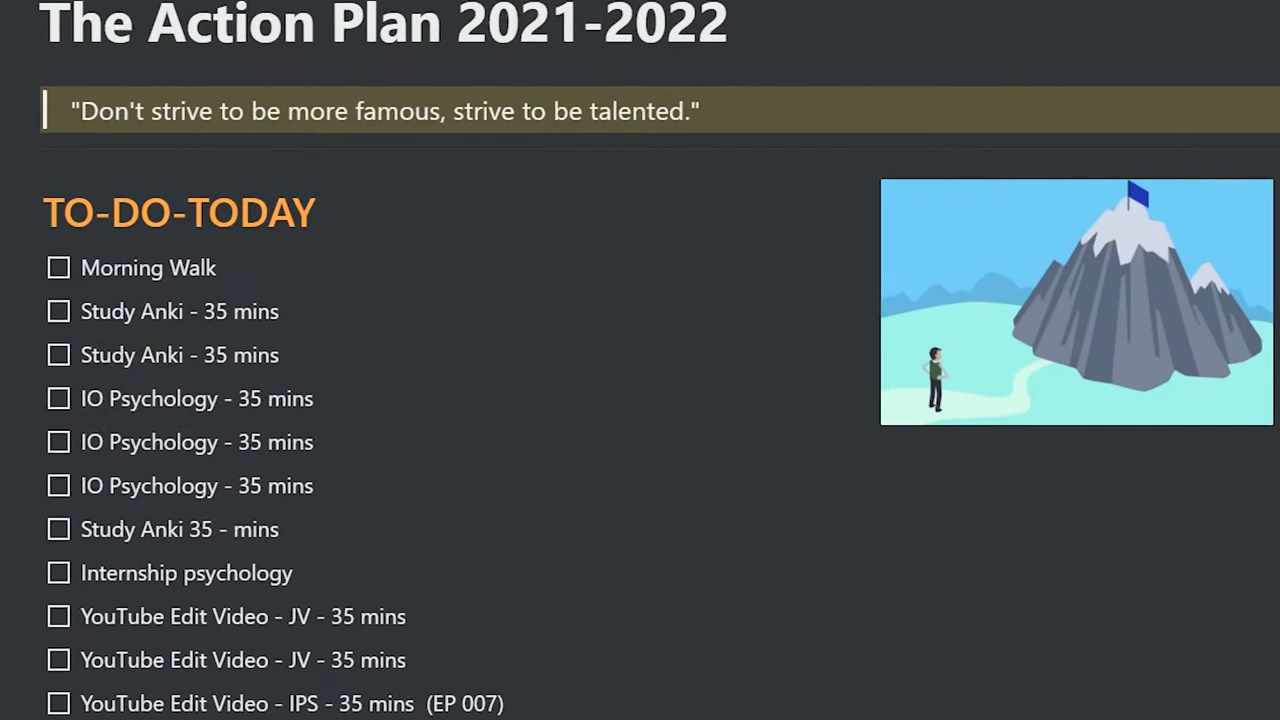 The Action Plan 2021-2022
"Don't strive to be more famous, strive to be talented."
TO-DO-TODAY
Morning Walk
Study Anki - 35 mins
Study Anki - 35 mins
IO Psychology - 35 mins
IO Psychology - 35 mins
IO Psychology - 35 mins
Study Anki 35 - mins
Internship psychology
YouTube Edit Video - JV - 35 mins
YouTube Edit Video - JV - 35 mins
YouTube Edit Video - IPS - 35 mins (EP 007)